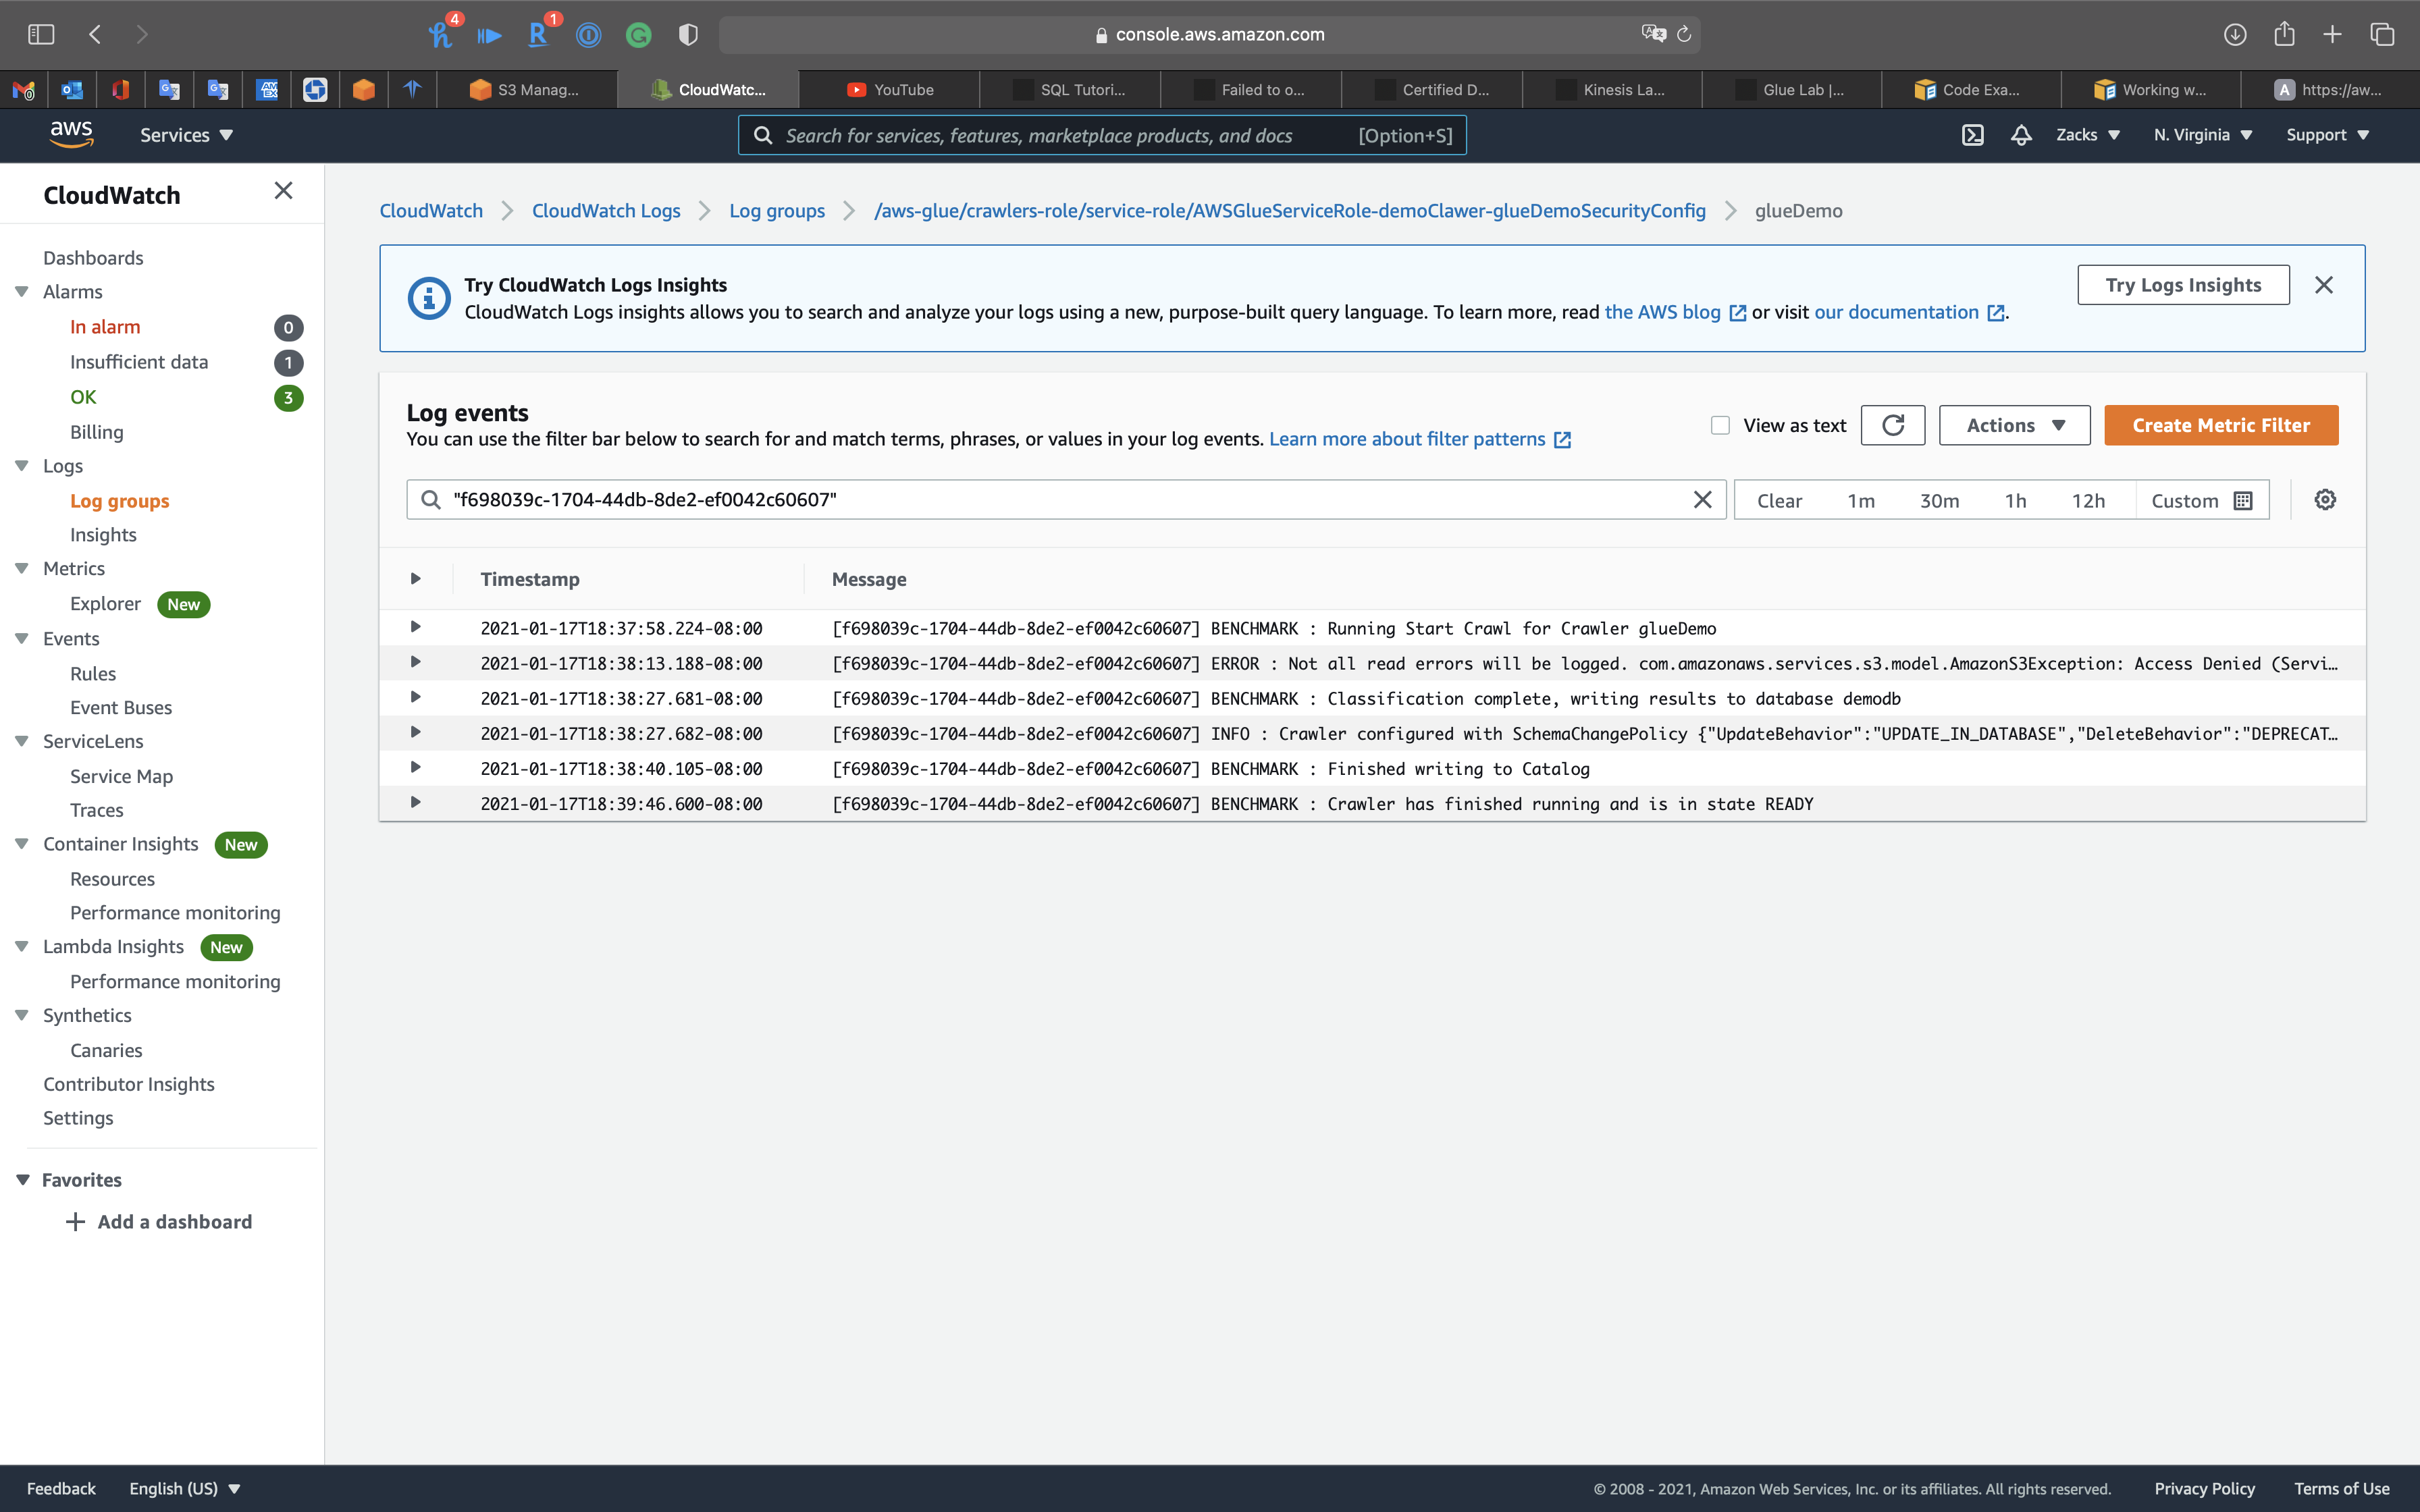 4
1
console.aws.amazon.com
S3 Manag...
CloudWatc...
YouTube
SQL Tutori...
Failed to o...
Certified D...
Kinesis La...
Glue Lab |...
Code Exa...
Working w...
https://aw...
aws
Services
Search for services, features, marketplace products, and docs
[Option+S]
Zacks
N. Virginia
Support
CloudWatch
Dashboards
Alarms
In alarm 0
Insufficient data 1
OK 3
Billing
Logs
Log groups
Insights
Metrics
Explorer New
Events
Rules
Event Buses
ServiceLens
Service Map
Traces
Container Insights New
Resources
Performance monitoring
Lambda Insights New
Performance monitoring
Synthetics
Canaries
Contributor Insights
Settings
Favorites
Add a dashboard
CloudWatch
CloudWatch Logs
Log groups
/aws-glue/crawlers-role/service-role/AWSGlueServiceRole-demoClawer-glueDemoSecurityConfig
glueDemo
Try CloudWatch Logs Insights
CloudWatch Logs insights allows you to search and analyze your logs using a new, purpose-built query language. To learn more, read the AWS blog or visit our documentation.
Try Logs Insights
Log events
You can use the filter bar below to search for and match terms, phrases, or values in your log events. Learn more about filter patterns
View as text
Actions
Create Metric Filter
"f698039c-1704-44db-8de2-ef0042c60607"
Clear 1m 30m 1h 12h Custom
Timestamp Message
2021-01-17T18:37:58.224-08:00 [f698039c-1704-44db-8de2-ef0042c60607] BENCHMARK : Running Start Crawl for Crawler glueDemo
2021-01-17T18:38:13.188-08:00 [f698039c-1704-44db-8de2-ef0042c60607] ERROR : Not all read errors will be logged. com.amazonaws.services.s3.model.AmazonS3Exception: Access Denied (Servi...
2021-01-17T18:38:27.681-08:00 [f698039c-1704-44db-8de2-ef0042c60607] BENCHMARK : Classification complete, writing results to database demodb
2021-01-17T18:38:27.682-08:00 [f698039c-1704-44db-8de2-ef0042c60607] INFO : Crawler configured with SchemaChangePolicy {"UpdateBehavior":"UPDATE_IN_DATABASE","DeleteBehavior":"DEPRECAT...
2021-01-17T18:38:40.105-08:00 [f698039c-1704-44db-8de2-ef0042c60607] BENCHMARK : Finished writing to Catalog
2021-01-17T18:39:46.600-08:00 [f698039c-1704-44db-8de2-ef0042c60607] BENCHMARK : Crawler has finished running and is in state READY
Feedback
English (US)
© 2008 - 2021, Amazon Web Services, Inc. or its affiliates. All rights reserved.
Privacy Policy
Terms of Use